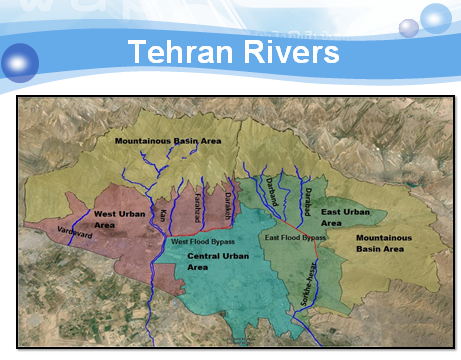 Tehran Rivers
Mountainous Basin Area
West Urban
Area
Vardavard
Kan
Farahzad
Darakeh
Darband
Darabad
East Urban
Area
West Flood Bypass
East Flood Bypass
Central Urban
Area
Mountainous
Basin Area
Sorkhe-hesar